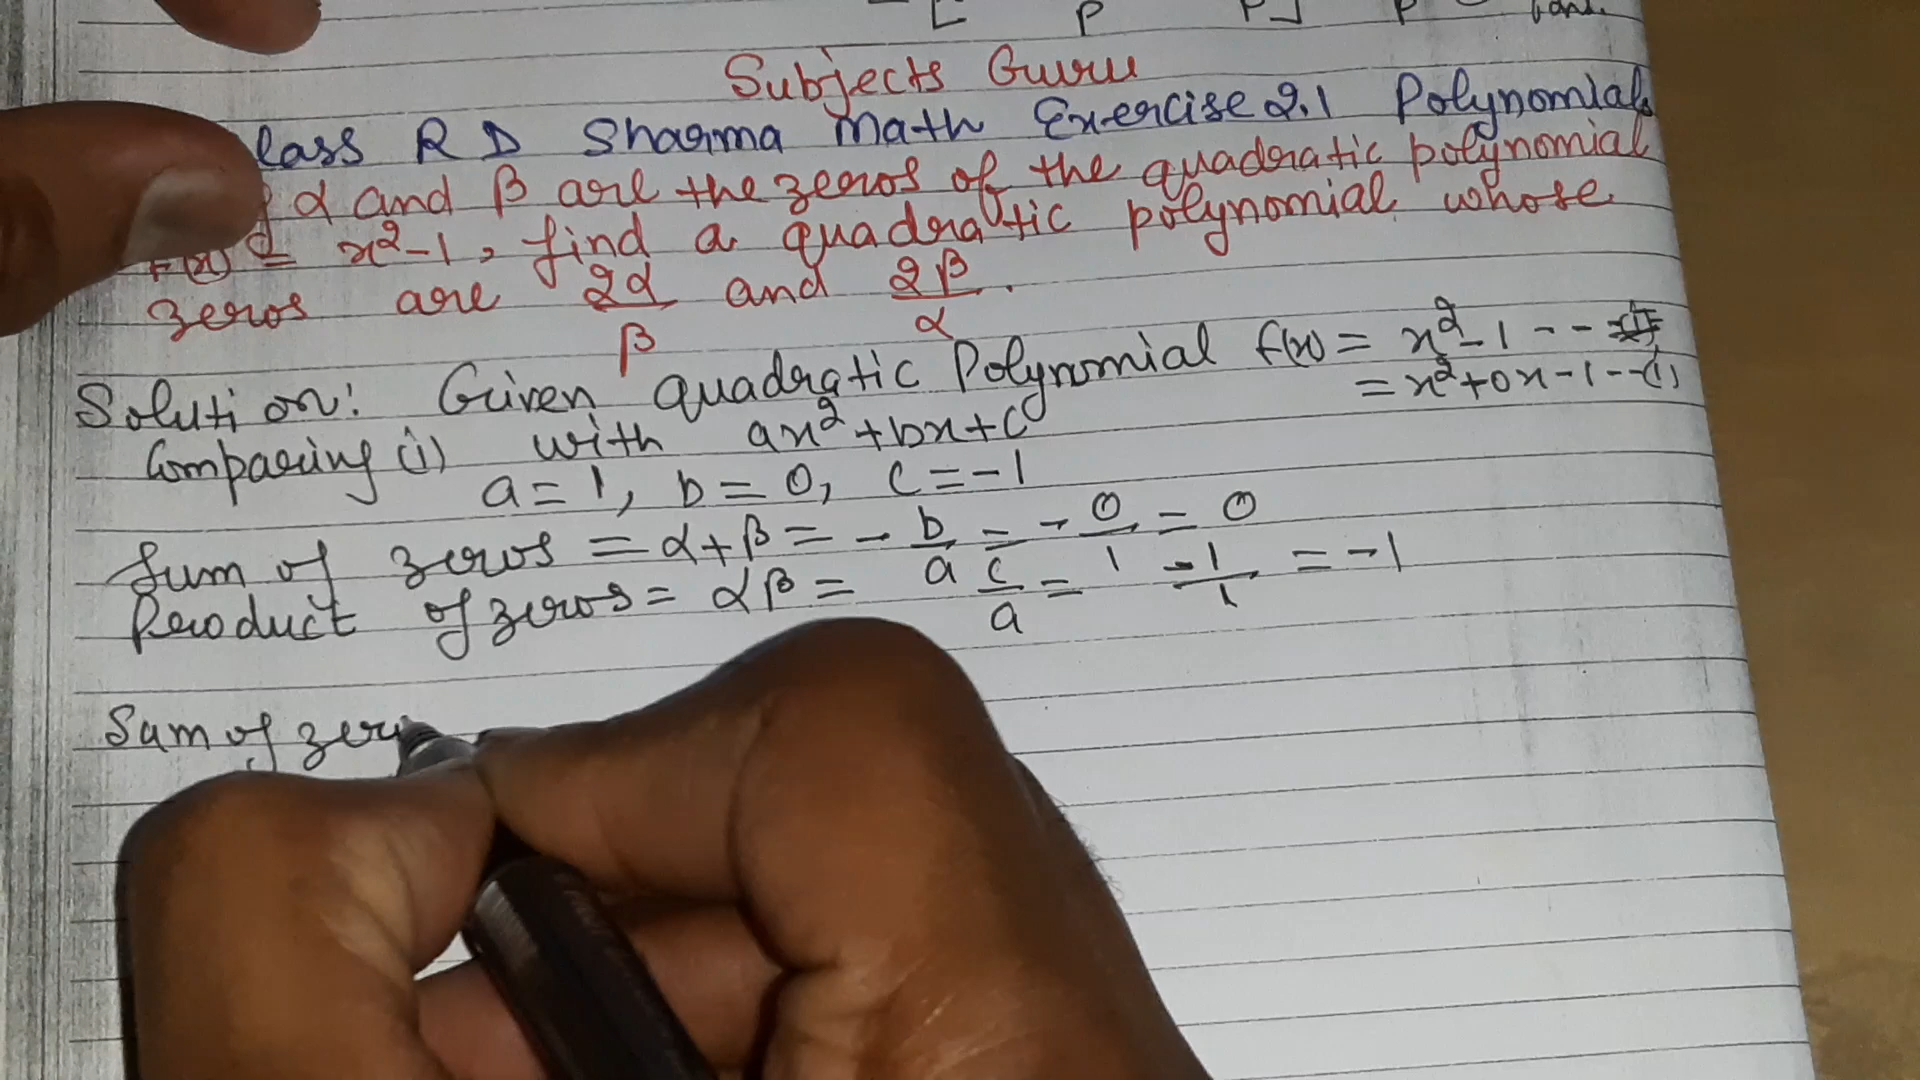 Subjects Guru
lass R D Sharma Math Exercise 2.1 Polynomials
α and β are the zeros of the quadratic polynomial
f(x) = x²-1, find a quadratic polynomial whose
zeros are 2α/β and 2β/α.
Solution: Given quadratic Polynomial f(x) = x²-1
= x²+0x-1 --(i)
Comparing (i) with ax²+bx+c
a=1, b=0, c=-1
Sum of zeros = α+β = -b/a = -0/1 = 0
Product of zeros = αβ = c/a = -1/1 = -1
Sum of zero